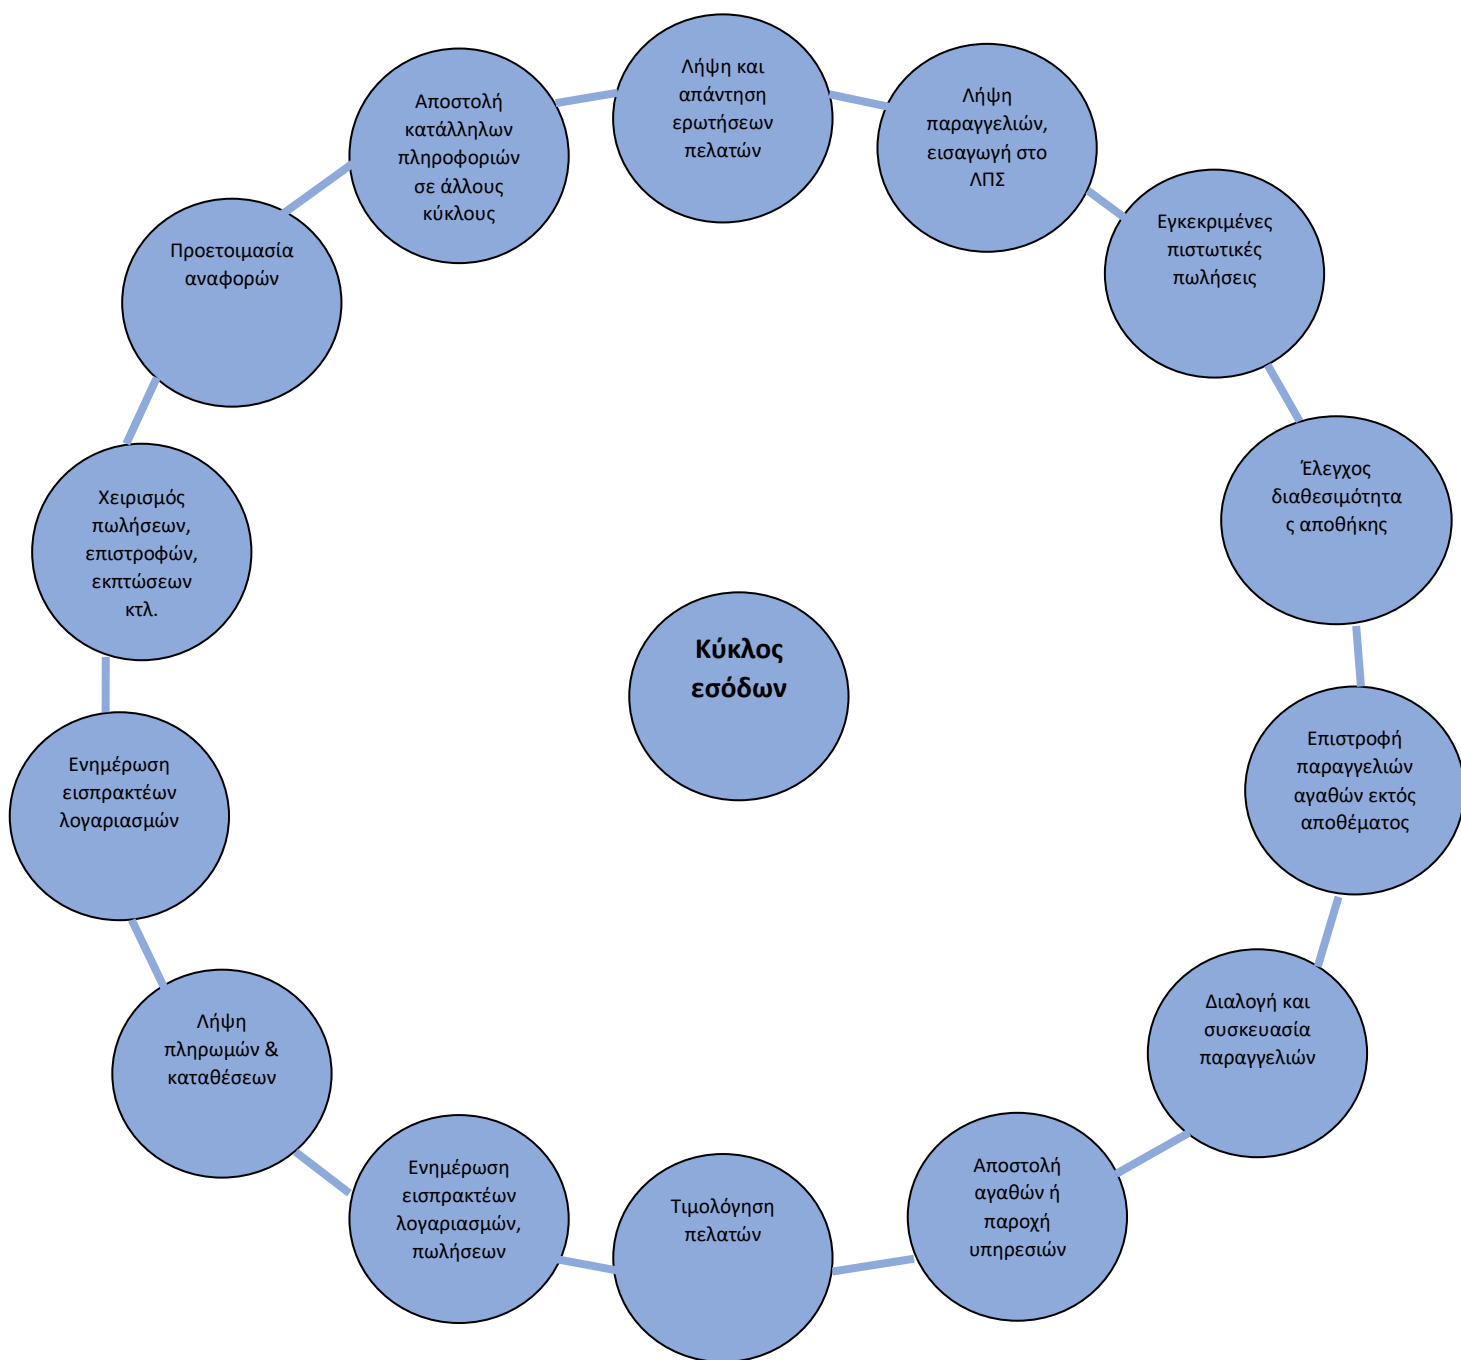 Λήψη και
απάντηση
ερωτήσεων
πελατών
Λήψη
παραγγελιών,
εισαγωγή στο
ΛΠΣ
Εγκεκριμένες
πιστωτικές
πωλήσεις
Έλεγχος
διαθεσιμότητα
ς αποθήκης
Επιστροφή
παραγγελιών
αγαθών εκτός
αποθέματος
Διαλογή και
συσκευασία
παραγγελιών
Αποστολή
αγαθών ή
παροχή
υπηρεσιών
Τιμολόγηση
πελατών
Ενημέρωση
εισπρακτέων
λογαριασμών,
πωλήσεων
Λήψη
πληρωμών &
καταθέσεων
Ενημέρωση
εισπρακτέων
λογαριασμών
Χειρισμός
πωλήσεων,
επιστροφών,
εκπτώσεων
κτλ.
Προετοιμασία
αναφορών
Αποστολή
κατάλληλων
πληροφοριών
σε άλλους
κύκλους
Κύκλος
εσόδων